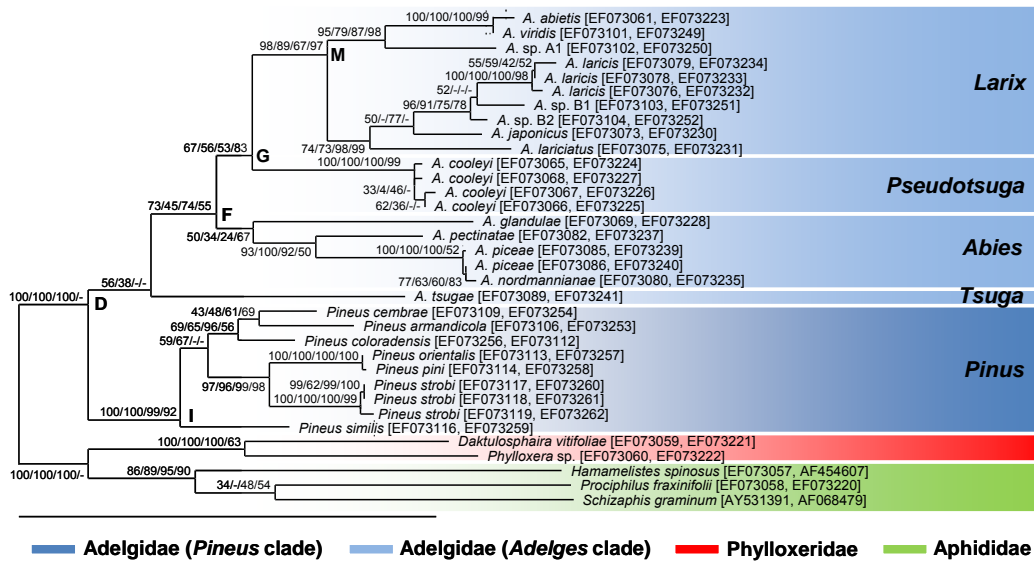 100/100/100/99
A. abietis [EF073061, EF073223]
95/79/87/98
A. viridis [EF073101, EF073249]
98/89/67/97
M
A. sp. A1 [EF073102, EF073250]
55/59/42/52
A. laricis [EF073079, EF073234]
100/100/100/98
A. laricis [EF073078, EF073233]
Larix
52/-/-/-
A. laricis [EF073076, EF073232]
96/91/75/78
A. sp. B1 [EF073103, EF073251]
50/-/77/-
A. sp. B2 [EF073104, EF073252]
A. japonicus [EF073073, EF073230]
74/73/98/99
A. lariciatus [EF073075, EF073231]
67/56/53/83
G
100/100/100/99
A. cooleyi [EF073065, EF073224]
A. cooleyi [EF073068, EF073227]
Pseudotsuga
33/4/46/-
A. cooleyi [EF073067, EF073226]
62/36/-/-
A. cooleyi [EF073066, EF073225]
73/45/74/55
F
A. glandulae [EF073069, EF073228]
50/34/24/67
A. pectinatae [EF073082, EF073237]
93/100/92/50
100/100/100/52
A. piceae [EF073085, EF073239]
Abies
A. piceae [EF073086, EF073240]
77/63/60/83
A. nordmannianae [EF073080, EF073235]
56/38/-/-
A. tsugae [EF073089, EF073241]
Tsuga
100/100/100/-
D
43/48/61/69
Pineus cembrae [EF073109, EF073254]
69/65/96/56
Pineus armandicola [EF073106, EF073253]
59/67/-/-
Pineus coloradensis [EF073256, EF073112]
100/100/100/100
Pineus orientalis [EF073113, EF073257]
Pineus pini [EF073114, EF073258]
Pinus
97/96/99/98
99/62/99/100
Pineus strobi [EF073117, EF073260]
100/100/100/99
Pineus strobi [EF073118, EF073261]
100/100/99/92
I
Pineus strobi [EF073119, EF073262]
Pineus similis [EF073116, EF073259]
100/100/100/63
Daktulosphaira vitifoliae [EF073059, EF073221]
Phylloxera sp. [EF073060, EF073222]
100/100/100/-
86/89/95/90
Hamamelistes spinosus [EF073057, AF454607]
34/-/48/54
Prociphilus fraxinifolii [EF073058, EF073220]
Schizaphis graminum [AY531391, AF068479]
Adelgidae (Pineus clade)
Adelgidae (Adelges clade)
Phylloxeridae
Aphididae